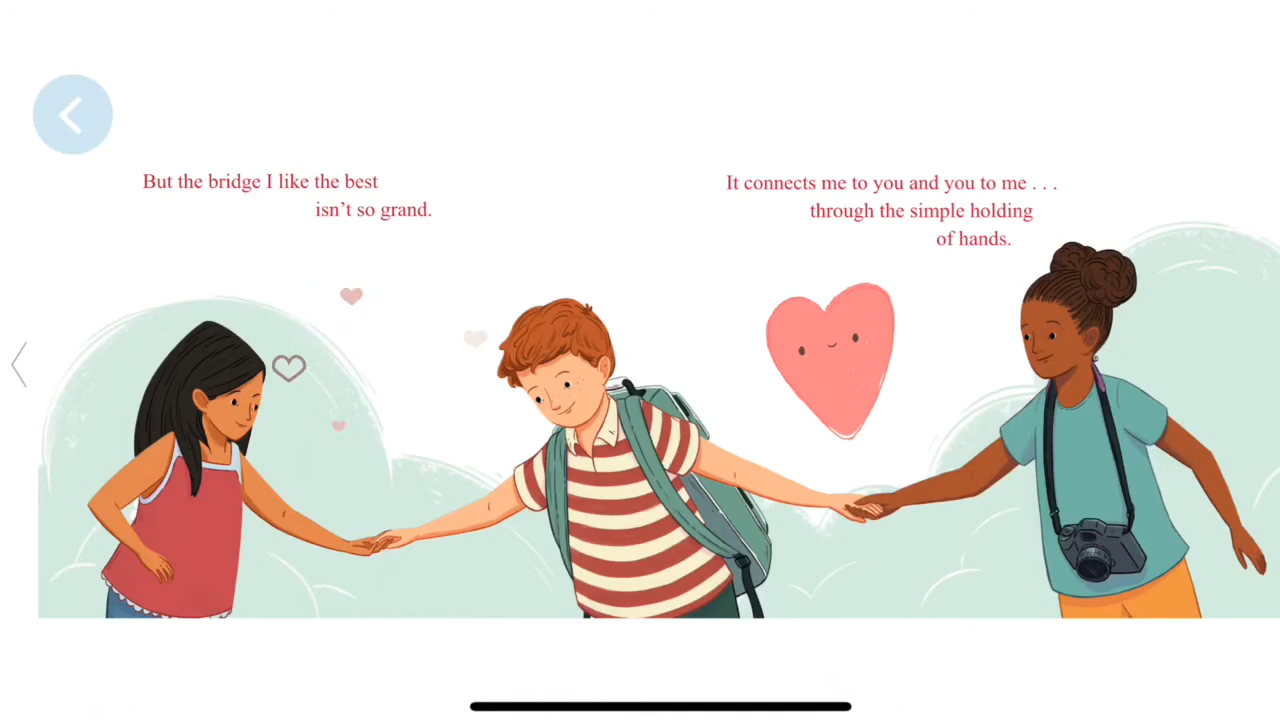 But the bridge I like the best
isn’t so grand.
It connects me to you and you to me . . .
through the simple holding
of hands.